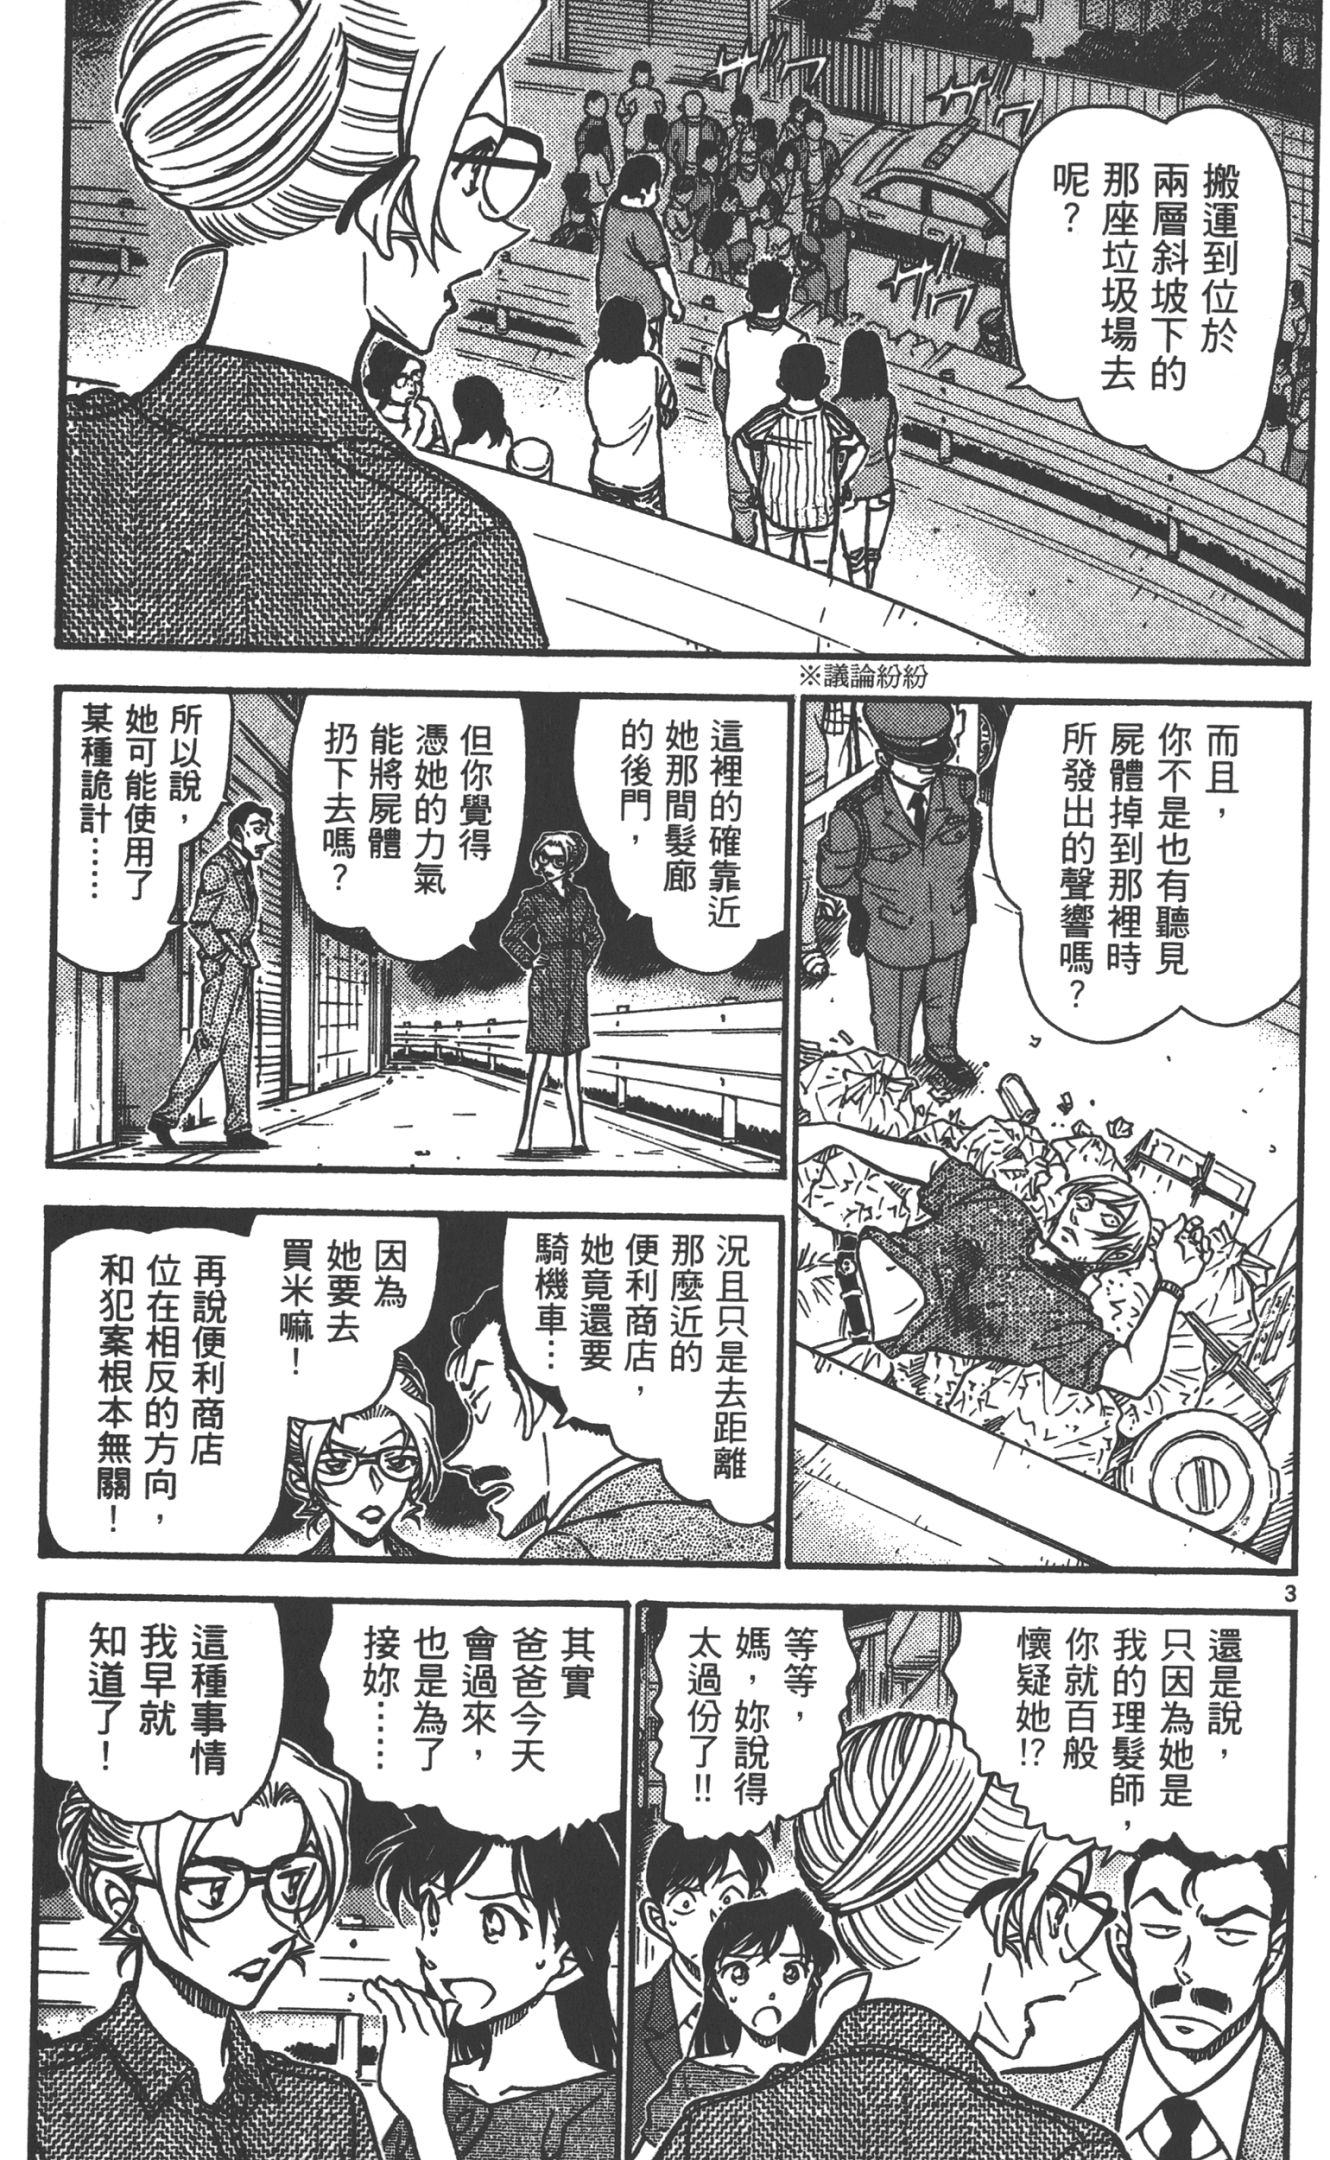 搬運到位於
兩層斜坡下的
那座垃圾場去
呢？
ザワ
ザワ
ザワ
※議論紛紛
而且，
你不是也有聽見
屍體掉到那裡時
所發出的聲響嗎？
這裡的確靠近
她那間髮廊
的後門，
但你覺得
憑她的力氣
能將屍體
扔下去嗎？
所以說，
她可能使用了
某種詭計……
況且只是去距離
那麼近的
便利商店，
她竟還要
騎機車…
因為
她要去
買米嘛！
再說便利商店
位在相反的方向，
和犯案根本無關！
3
還是說，
只因為她是
我的理髮師，
你就百般
懷疑她!?
等等，
媽，妳說得
太過份了!!
其實
爸爸今天
會過來，
也是為了
接妳……
這種事情
我早就
知道了！